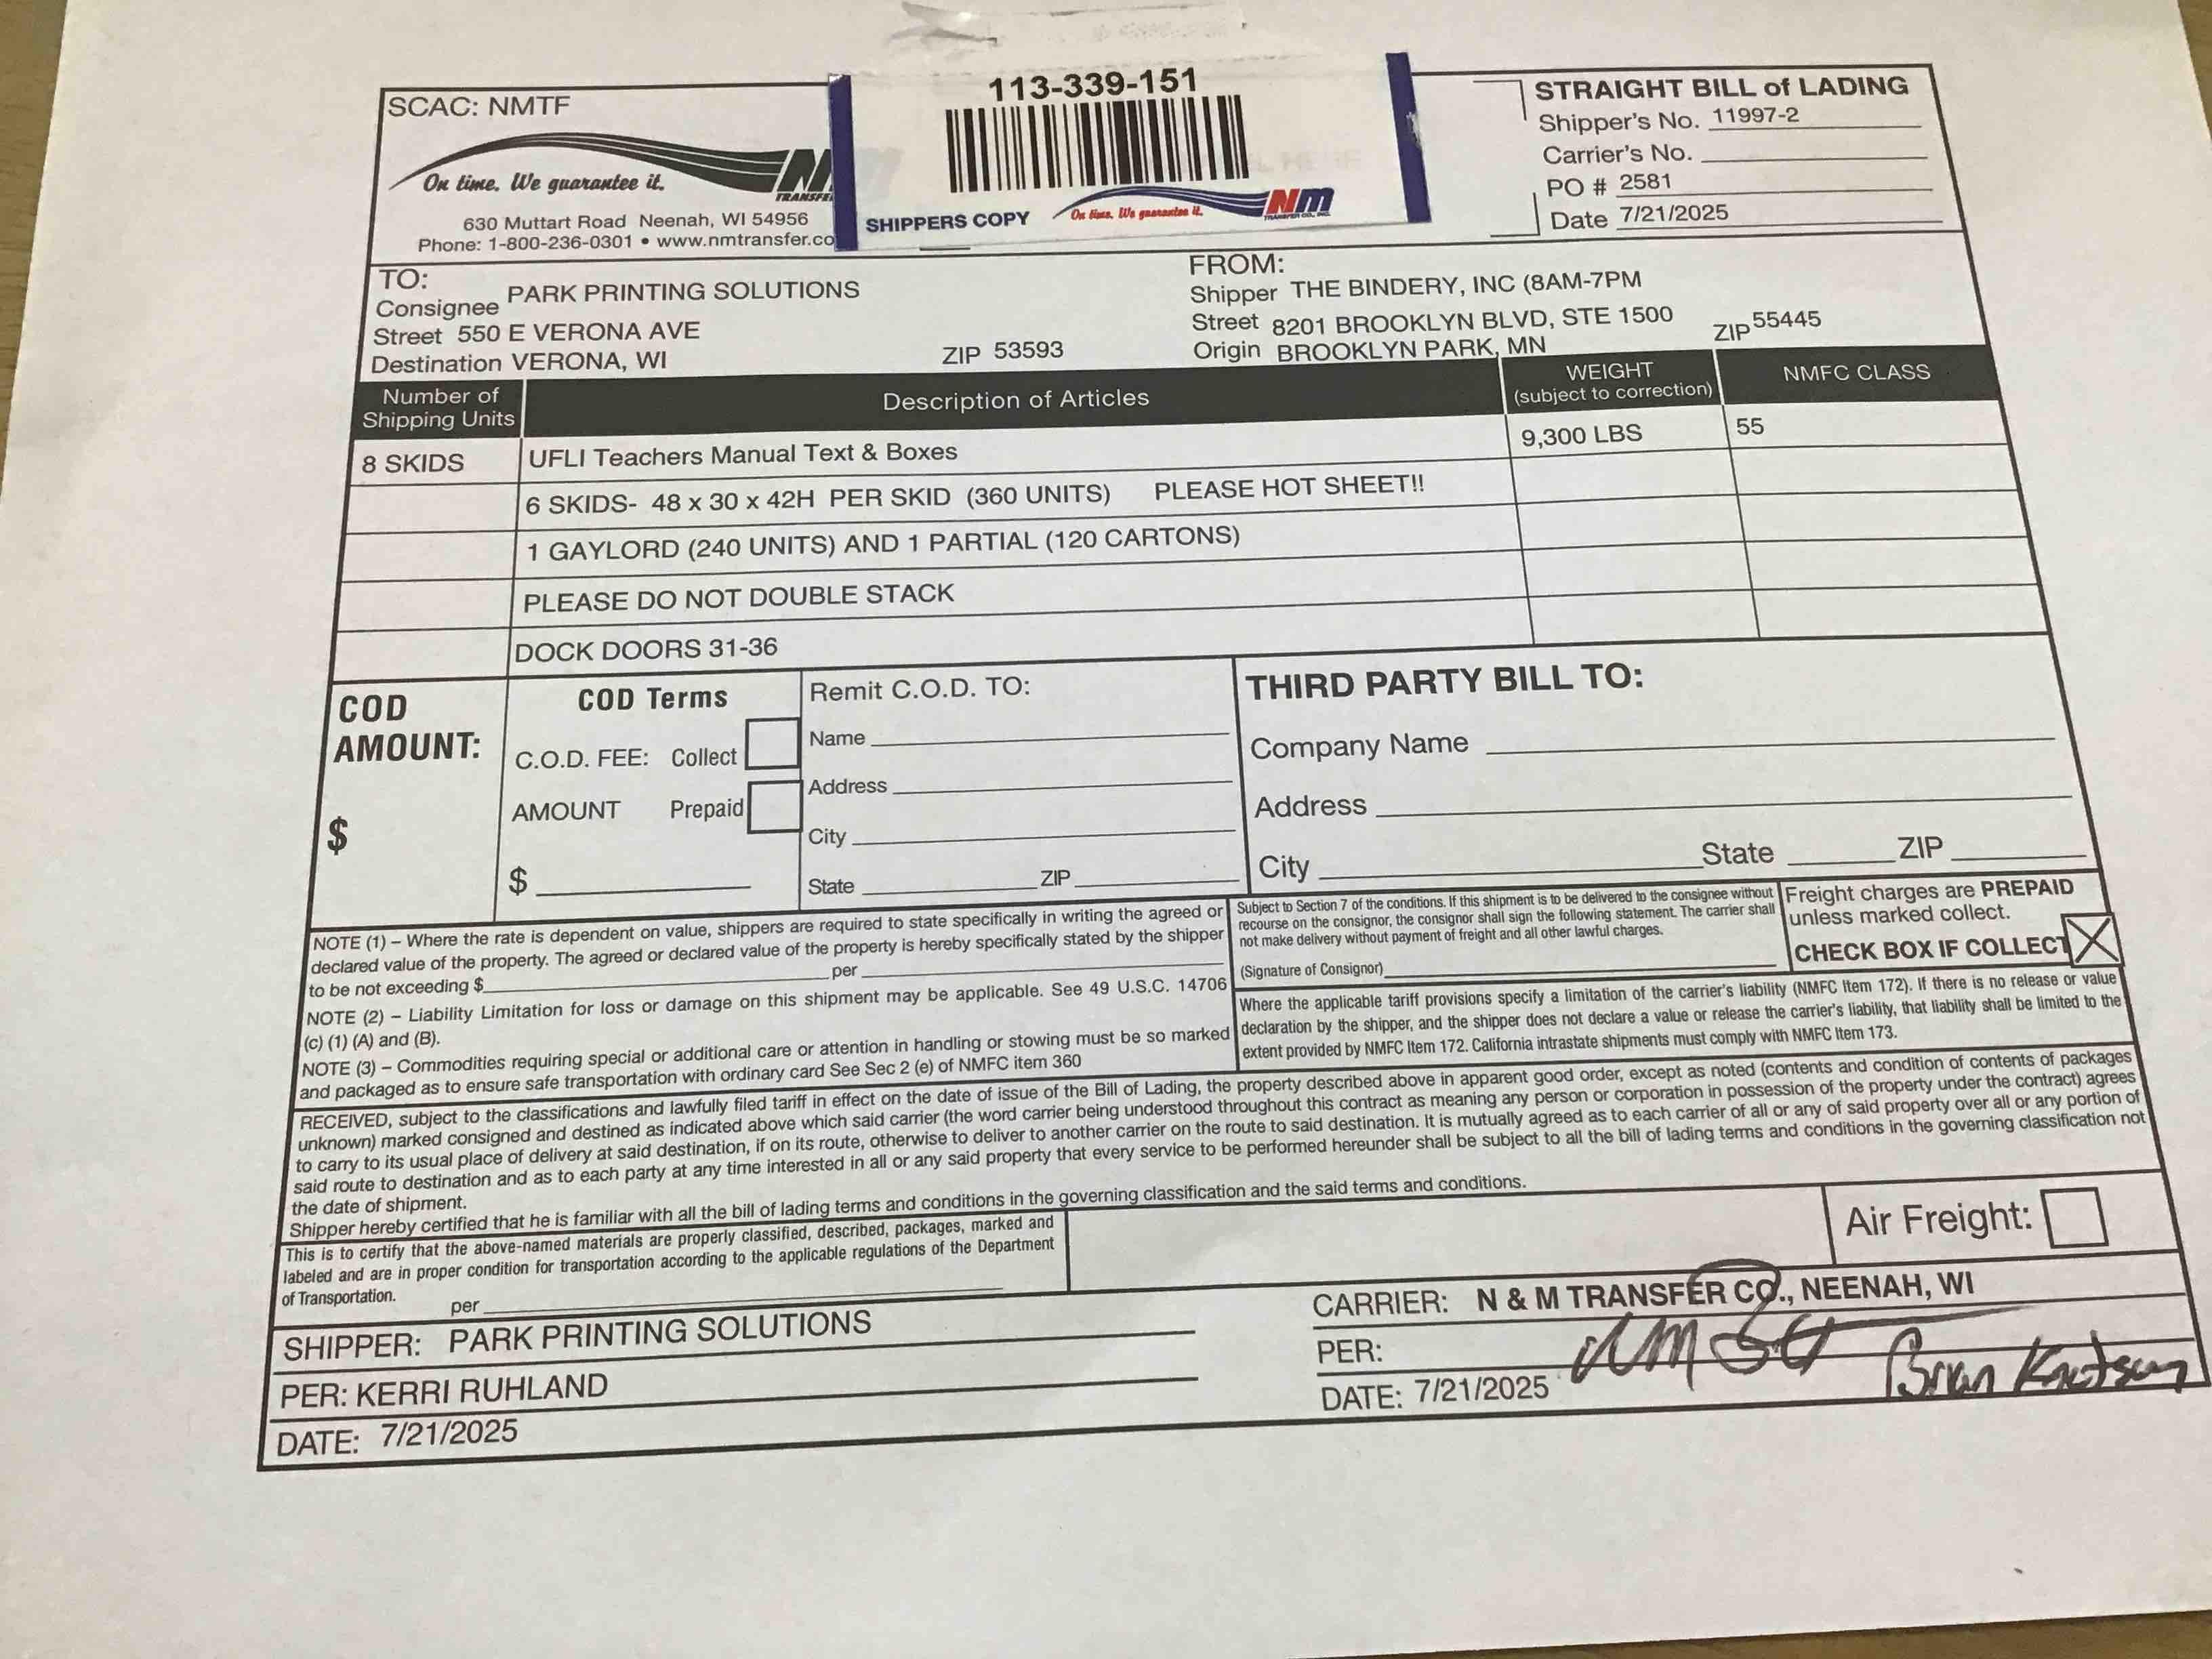 SCAC: NMTF
On time. We guarantee it.
TRANSFE
630 Muttart Road Neenah, WI 54956
Phone: 1-800-236-0301 • www.nmtransfer.co
113-339-151
SHIPPERS COPY
On time. We guarantee it.
NM
TRANSFER CO., INC.
STRAIGHT BILL of LADING
Shipper's No. 11997-2
Carrier's No.
PO # 2581
Date 7/21/2025
TO:
Consignee PARK PRINTING SOLUTIONS
Street 550 E VERONA AVE
Destination VERONA, WI ZIP 53593
FROM:
Shipper THE BINDERY, INC (8AM-7PM
Street 8201 BROOKLYN BLVD, STE 1500
Origin BROOKLYN PARK, MN ZIP 55445
Number of Shipping Units Description of Articles WEIGHT (subject to correction) NMFC CLASS
8 SKIDS UFLI Teachers Manual Text & Boxes 9,300 LBS 55
6 SKIDS- 48 x 30 x 42H PER SKID (360 UNITS) PLEASE HOT SHEET!!
1 GAYLORD (240 UNITS) AND 1 PARTIAL (120 CARTONS)
PLEASE DO NOT DOUBLE STACK
DOCK DOORS 31-36
COD
AMOUNT:
$
COD Terms
C.O.D. FEE: Collect
AMOUNT Prepaid
$
Remit C.O.D. TO:
Name
Address
City
State ZIP
THIRD PARTY BILL TO:
Company Name
Address
City State ZIP
NOTE (1) – Where the rate is dependent on value, shippers are required to state specifically in writing the agreed or
declared value of the property. The agreed or declared value of the property is hereby specifically stated by the shipper
to be not exceeding $ per
NOTE (2) – Liability Limitation for loss or damage on this shipment may be applicable. See 49 U.S.C. 14706
(c) (1) (A) and (B).
NOTE (3) – Commodities requiring special or additional care or attention in handling or stowing must be so marked
and packaged as to ensure safe transportation with ordinary card See Sec 2 (e) of NMFC item 360
Subject to Section 7 of the conditions. If this shipment is to be delivered to the consignee without
recourse on the consignor, the consignor shall sign the following statement. The carrier shall
not make delivery without payment of freight and all other lawful charges.
(Signature of Consignor)
Freight charges are PREPAID
unless marked collect.
CHECK BOX IF COLLECT
Where the applicable tariff provisions specify a limitation of the carrier's liability (NMFC Item 172). If there is no release or value
declaration by the shipper, and the shipper does not declare a value or release the carrier's liability, that liability shall be limited to the
extent provided by NMFC Item 172. California intrastate shipments must comply with NMFC Item 173.
RECEIVED, subject to the classifications and lawfully filed tariff in effect on the date of issue of the Bill of Lading, the property described above in apparent good order, except as noted (contents and condition of contents of packages
unknown) marked consigned and destined as indicated above which said carrier (the word carrier being understood throughout this contract as meaning any person or corporation in possession of the property under the contract) agrees
to carry to its usual place of delivery at said destination, if on its route, otherwise to deliver to another carrier on the route to said destination. It is mutually agreed as to each carrier of all or any of said property over all or any portion of
said route to destination and as to each party at any time interested in all or any said property that every service to be performed hereunder shall be subject to all the bill of lading terms and conditions in the governing classification not
the date of shipment.
Shipper hereby certified that he is familiar with all the bill of lading terms and conditions in the governing classification and the said terms and conditions.
This is to certify that the above-named materials are properly classified, described, packages, marked and
labeled and are in proper condition for transportation according to the applicable regulations of the Department
of Transportation.
per
Air Freight:
SHIPPER: PARK PRINTING SOLUTIONS
PER: KERRI RUHLAND
DATE: 7/21/2025
CARRIER: N & M TRANSFER CO., NEENAH, WI
PER:
DATE: 7/21/2025
Brian